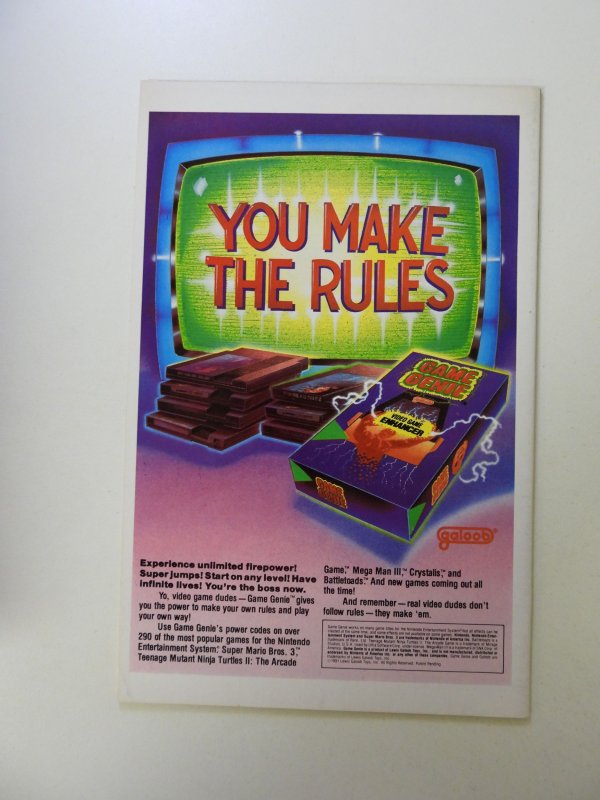 YOU MAKE
THE RULES
GAME
GENIE
VIDEO GAME
ENHANCER
GAME
GENIE
galoob®
Experience unlimited firepower!
Super jumps! Start on any level! Have
infinite lives! You're the boss now.
Yo, video game dudes — Game Genie™ gives
you the power to make your own rules and play
your own way!
Use Game Genie's power codes on over
290 of the most popular games for the Nintendo
Entertainment System.® Super Mario Bros. 3,™
Teenage Mutant Ninja Turtles II: The Arcade
Game,™ Mega Man III,™ Crystalis,™ and
Battletoads.™ And new games coming out all
the time!
And remember — real video dudes don't
follow rules — they make 'em.